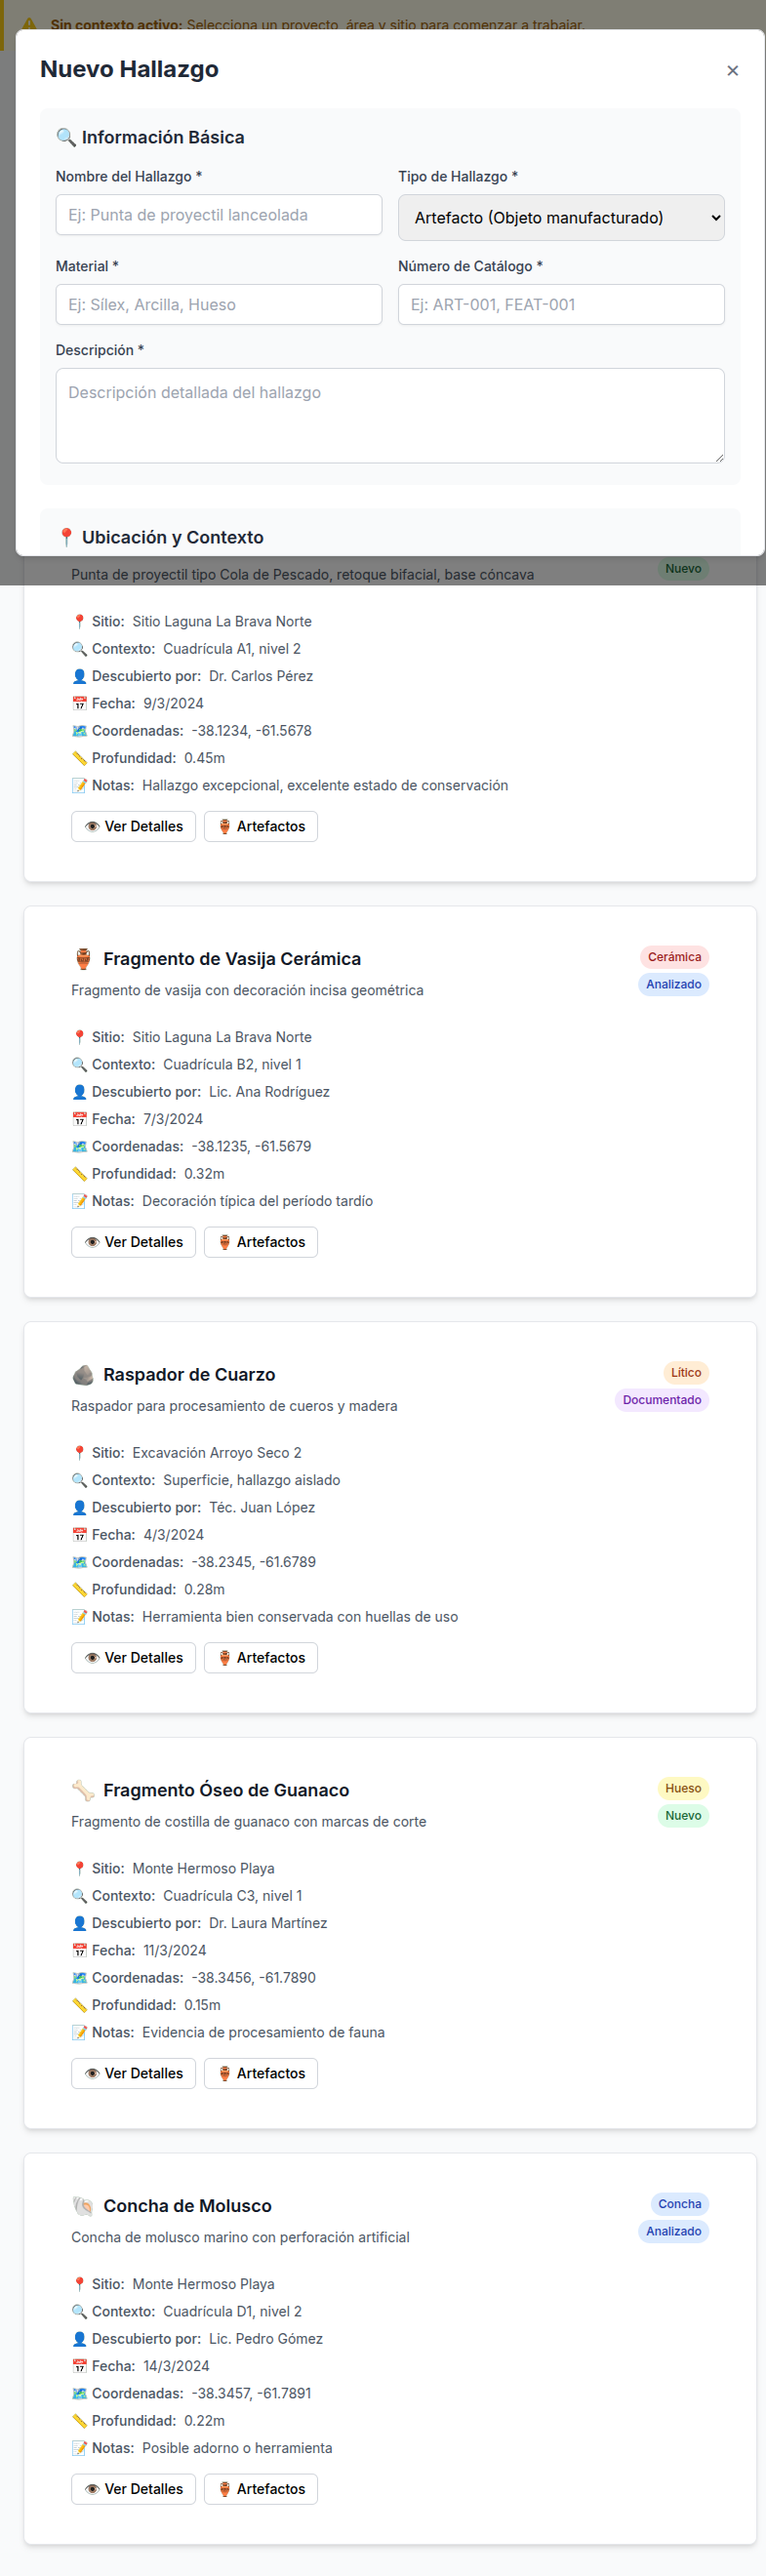 Sin contexto activo: Selecciona un proyecto, área y sitio para comenzar a trabajar.
Nuevo Hallazgo
×
Información Básica
Nombre del Hallazgo *
Tipo de Hallazgo *
Ej: Punta de proyectil lanceolada
Artefacto (Objeto manufacturado)
Material *
Número de Catálogo *
Ej: Sílex, Arcilla, Hueso
Ej: ART-001, FEAT-001
Descripción *
Descripción detallada del hallazgo
Ubicación y Contexto
Punta de proyectil tipo Cola de Pescado, retoque bifacial, base cóncava
Nuevo
Sitio: Sitio Laguna La Brava Norte
Contexto: Cuadrícula A1, nivel 2
Descubierto por: Dr. Carlos Pérez
Fecha: 9/3/2024
Coordenadas: -38.1234, -61.5678
Profundidad: 0.45m
Notas: Hallazgo excepcional, excelente estado de conservación
Ver Detalles
Artefactos
Fragmento de Vasija Cerámica
Cerámica
Analizado
Fragmento de vasija con decoración incisa geométrica
Sitio: Sitio Laguna La Brava Norte
Contexto: Cuadrícula B2, nivel 1
Descubierto por: Lic. Ana Rodríguez
Fecha: 7/3/2024
Coordenadas: -38.1235, -61.5679
Profundidad: 0.32m
Notas: Decoración típica del período tardío
Ver Detalles
Artefactos
Raspador de Cuarzo
Lítico
Documentado
Raspador para procesamiento de cueros y madera
Sitio: Excavación Arroyo Seco 2
Contexto: Superficie, hallazgo aislado
Descubierto por: Téc. Juan López
Fecha: 4/3/2024
Coordenadas: -38.2345, -61.6789
Profundidad: 0.28m
Notas: Herramienta bien conservada con huellas de uso
Ver Detalles
Artefactos
Fragmento Óseo de Guanaco
Hueso
Nuevo
Fragmento de costilla de guanaco con marcas de corte
Sitio: Monte Hermoso Playa
Contexto: Cuadrícula C3, nivel 1
Descubierto por: Dr. Laura Martínez
Fecha: 11/3/2024
Coordenadas: -38.3456, -61.7890
Profundidad: 0.15m
Notas: Evidencia de procesamiento de fauna
Ver Detalles
Artefactos
Concha de Molusco
Concha
Analizado
Concha de molusco marino con perforación artificial
Sitio: Monte Hermoso Playa
Contexto: Cuadrícula D1, nivel 2
Descubierto por: Lic. Pedro Gómez
Fecha: 14/3/2024
Coordenadas: -38.3457, -61.7891
Profundidad: 0.22m
Notas: Posible adorno o herramienta
Ver Detalles
Artefactos